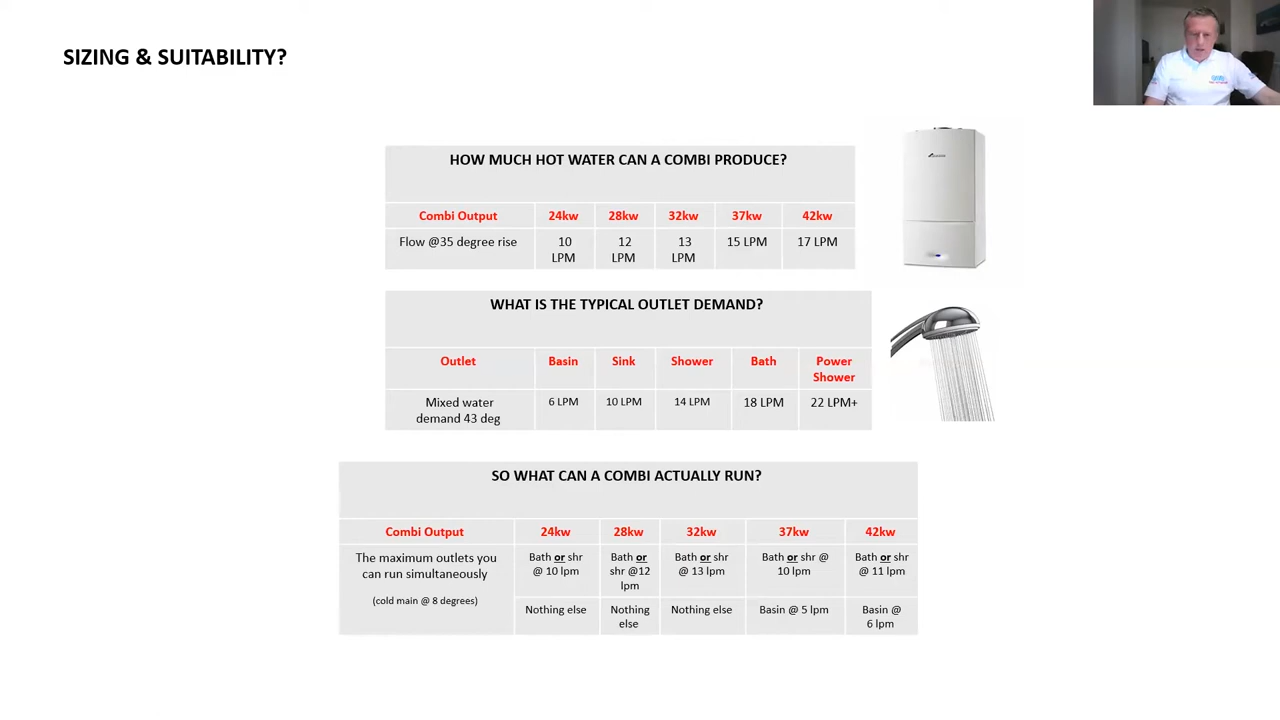 SIZING & SUITABILITY?
HOW MUCH HOT WATER CAN A COMBI PRODUCE?
Combi Output 24kw 28kw 32kw 37kw 42kw
Flow @35 degree rise 10 LPM 12 LPM 13 LPM 15 LPM 17 LPM
WHAT IS THE TYPICAL OUTLET DEMAND?
Outlet Basin Sink Shower Bath Power Shower
Mixed water demand 43 deg 6 LPM 10 LPM 14 LPM 18 LPM 22 LPM+
SO WHAT CAN A COMBI ACTUALLY RUN?
Combi Output 24kw 28kw 32kw 37kw 42kw
The maximum outlets you can run simultaneously
(cold main @ 8 degrees)
Bath or shr @ 10 lpm Bath or shr @12 lpm Bath or shr @ 13 lpm Bath or shr @ 10 lpm Bath or shr @ 11 lpm
Nothing else Nothing else Nothing else Basin @ 5 lpm Basin @ 6 lpm